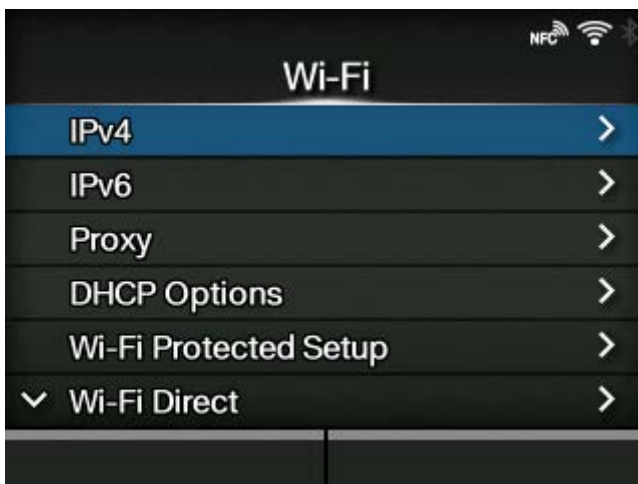 NFC
Wi-Fi
IPv4
IPv6
Proxy
DHCP Options
Wi-Fi Protected Setup
Wi-Fi Direct